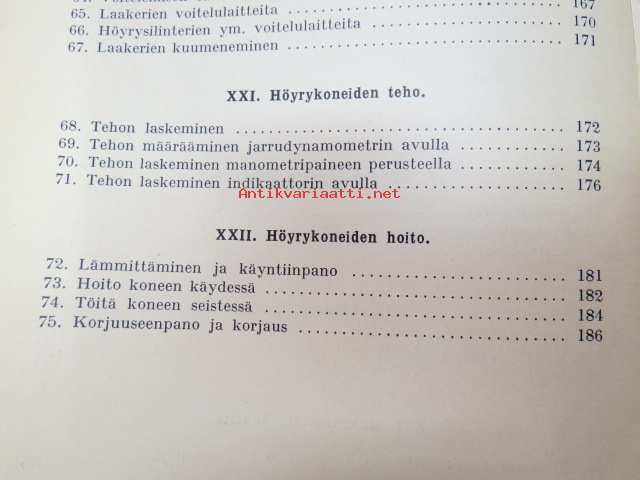 65. Laakerien voitelulaitteita ........ 167
66. Höyrysilinterien ym. voitelulaitteita ........ 170
67. Laakerien kuumeneminen ........ 171
XXI. Höyrykoneiden teho.
68. Tehon laskeminen ........ 172
69. Tehon määrääminen jarrudynamometrin avulla ........ 173
70. Tehon laskeminen manometripaineen perusteella ........ 174
71. Tehon laskeminen indikaattorin avulla ........ 176
Antikvariaatti.net
XXII. Höyrykoneiden hoito.
72. Lämmittäminen ja käyntiinpano ........ 181
73. Hoito koneen käydessä ........ 182
74. Töitä koneen seistessä ........ 184
75. Korjuuseenpano ja korjaus ........ 186